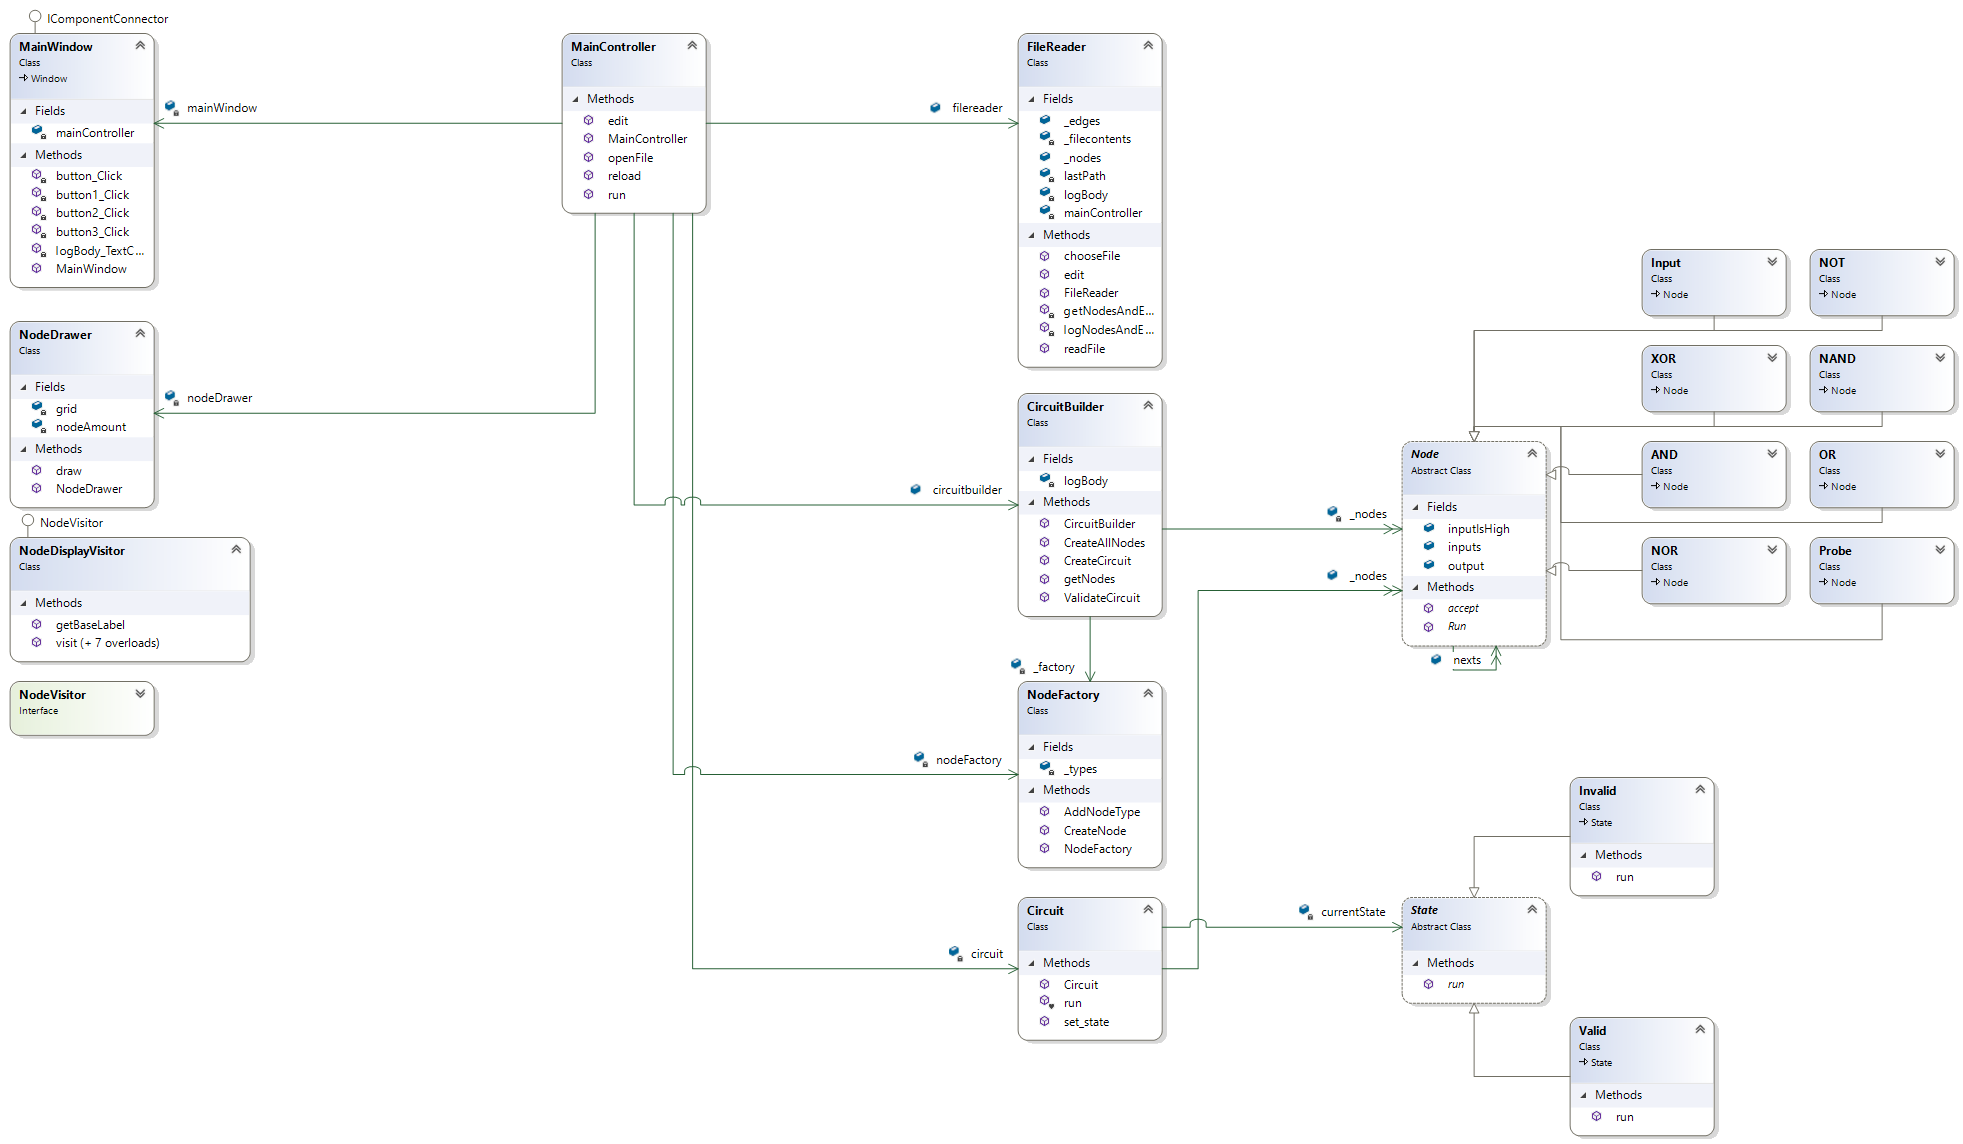 IComponentConnector
MainWindow
Class
Window
Fields
mainController
Methods
button_Click
button1_Click
button2_Click
button3_Click
logBody_TextC...
MainWindow
mainWindow
MainController
Class
Methods
edit
MainController
openFile
reload
run
filereader
FileReader
Class
Fields
_edges
_filecontents
_nodes
lastPath
logBody
mainController
Methods
chooseFile
edit
FileReader
getNodesAndE...
logNodesAndE...
readFile
NodeDrawer
Class
Fields
grid
nodeAmount
Methods
draw
NodeDrawer
nodeDrawer
NodeVisitor
NodeDisplayVisitor
Class
Methods
getBaseLabel
visit (+ 7 overloads)
NodeVisitor
Interface
circuitbuilder
CircuitBuilder
Class
Fields
logBody
Methods
CircuitBuilder
CreateAllNodes
CreateCircuit
getNodes
ValidateCircuit
_factory
nodeFactory
NodeFactory
Class
Fields
_types
Methods
AddNodeType
CreateNode
NodeFactory
circuit
Circuit
Class
Methods
Circuit
run
set_state
_nodes
_nodes
Node
Abstract Class
Fields
inputIsHigh
inputs
output
Methods
accept
Run
nexts
Input
Class
Node
NOT
Class
Node
XOR
Class
Node
NAND
Class
Node
AND
Class
Node
OR
Class
Node
NOR
Class
Node
Probe
Class
Node
currentState
State
Abstract Class
Methods
run
Invalid
Class
State
Methods
run
Valid
Class
State
Methods
run